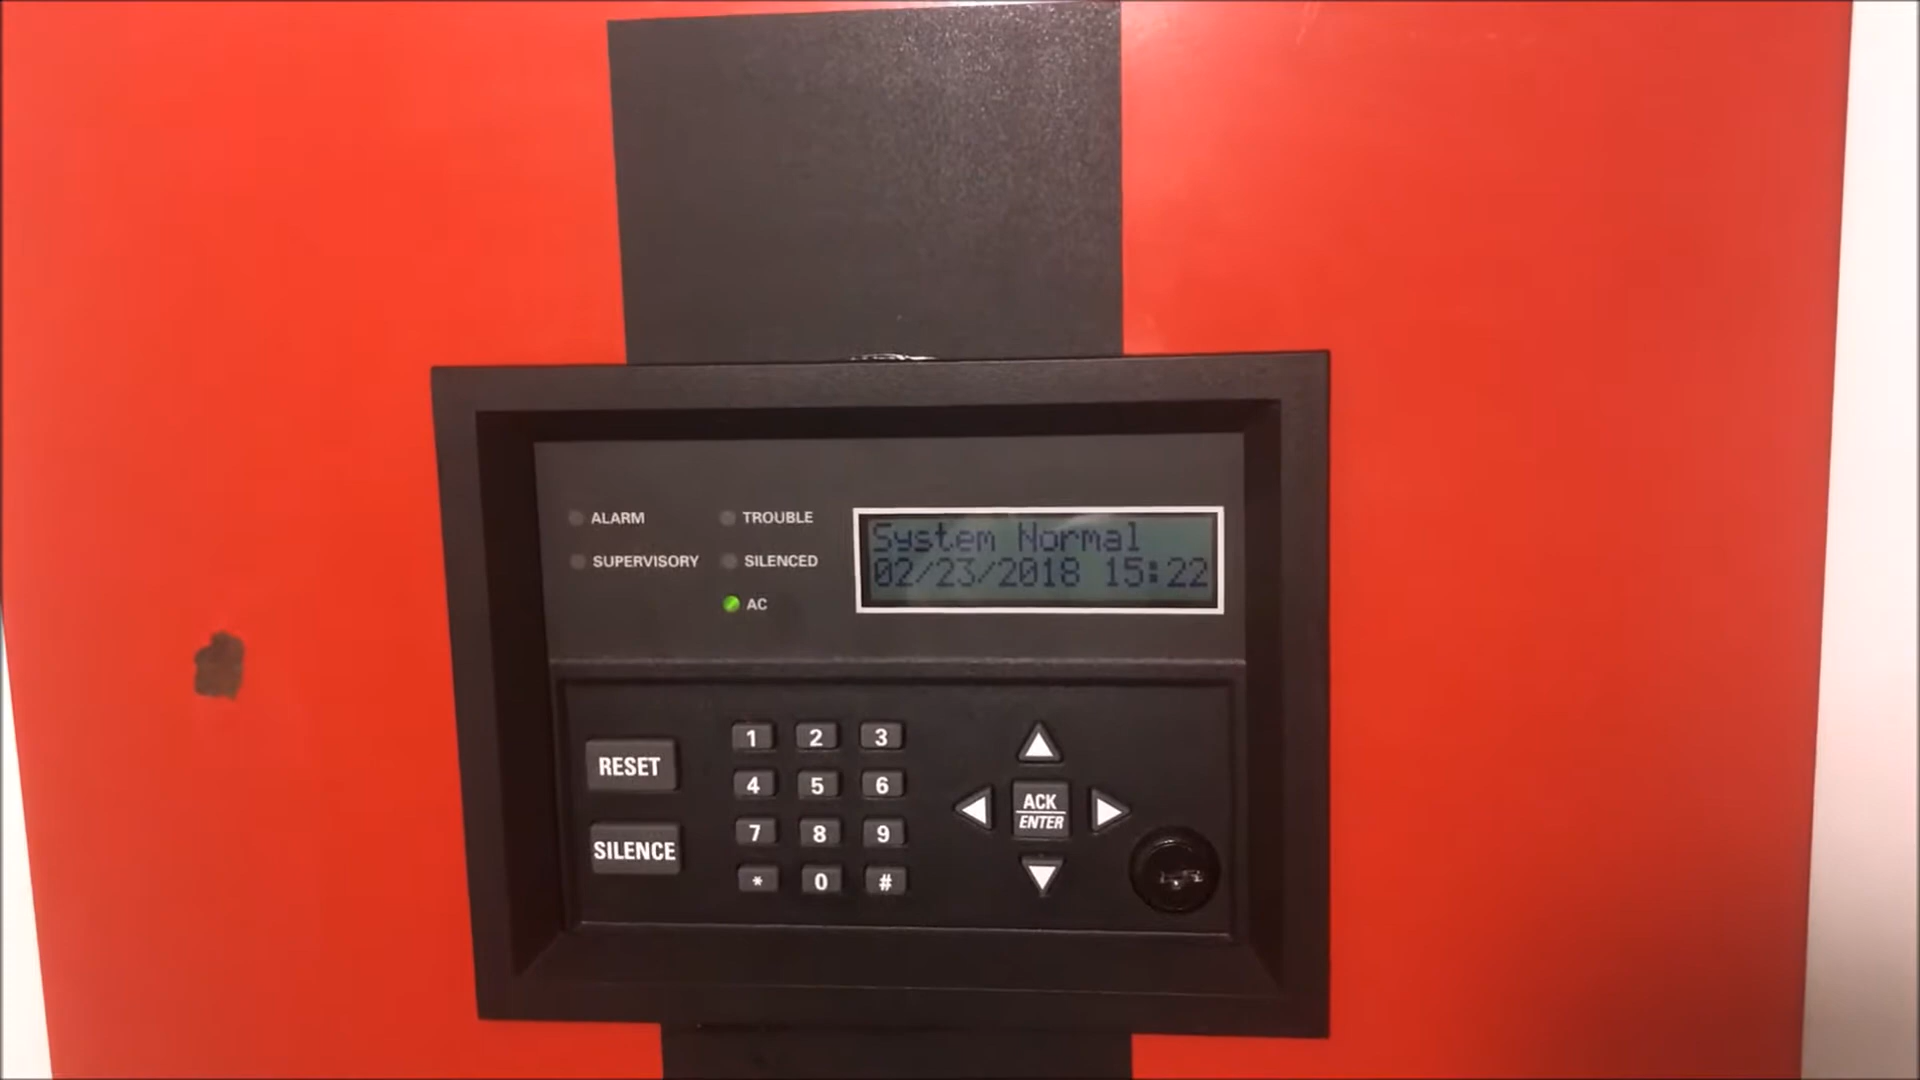 ALARM
TROUBLE
System Normal
SUPERVISORY
SILENCED
02/23/2018 15:22
AC
RESET
SILENCE
1 2 3
4 5 6
7 8 9
* 0 #
ACK
ENTER